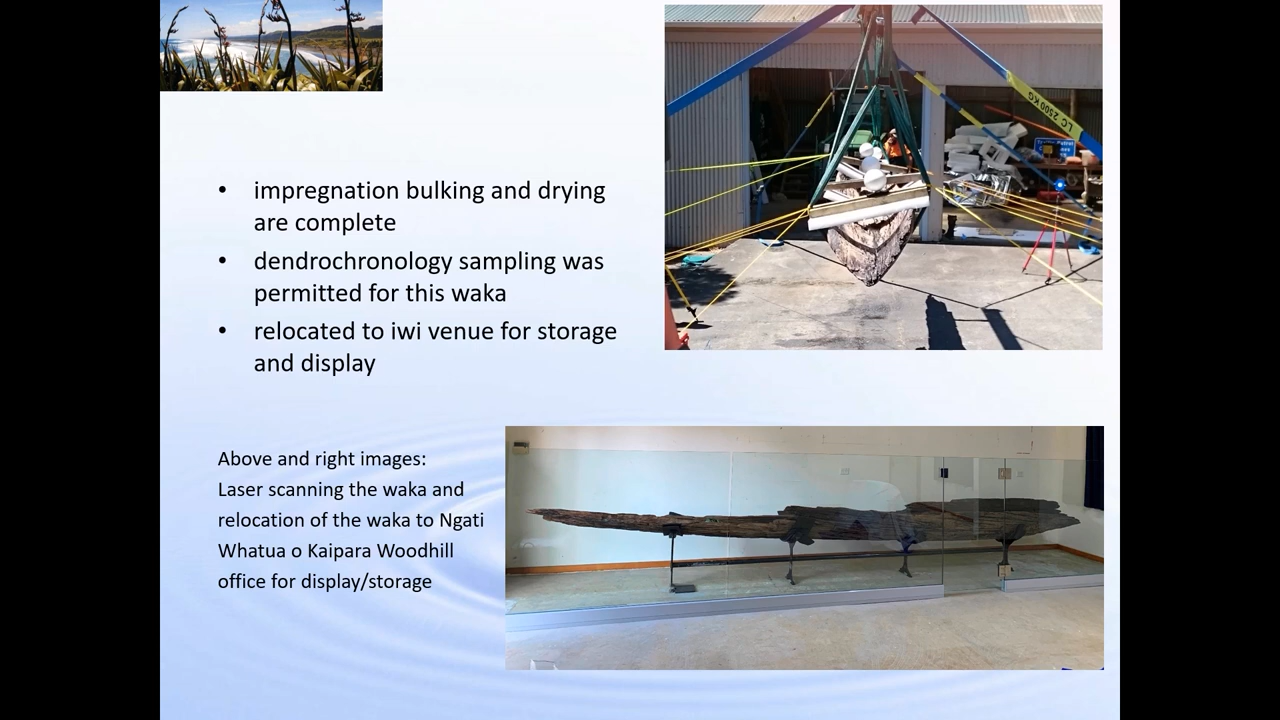 • impregnation bulking and drying
are complete
• dendrochronology sampling was
permitted for this waka
• relocated to iwi venue for storage
and display
LC 2500KG
Above and right images:
Laser scanning the waka and
relocation of the waka to Ngati
Whatua o Kaipara Woodhill
office for display/storage